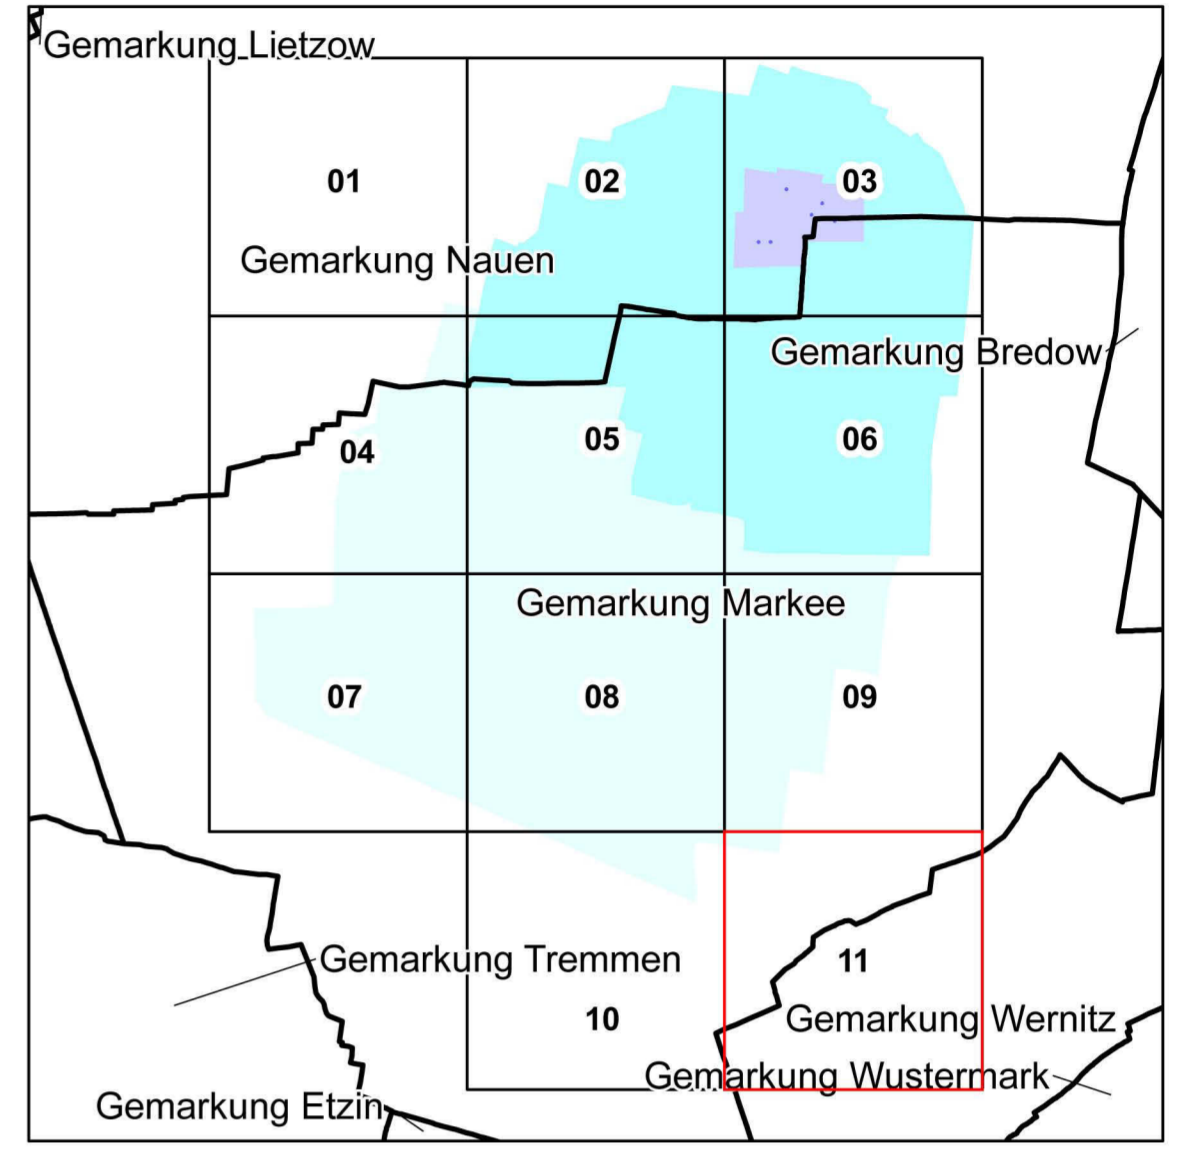 Gemarkung Lietzow
01
02
03
Gemarkung Nauen
Gemarkung Bredow
04
05
06
Gemarkung Markee
07
08
09
Gemarkung Tremmen
11
10
Gemarkung Wernitz
Gemarkung Wustermark
Gemarkung Etzin